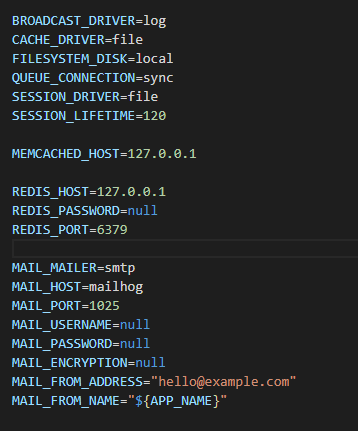 BROADCAST_DRIVER=log
CACHE_DRIVER=file
FILESYSTEM_DISK=local
QUEUE_CONNECTION=sync
SESSION_DRIVER=file
SESSION_LIFETIME=120
MEMCACHED_HOST=127.0.0.1
REDIS_HOST=127.0.0.1
REDIS_PASSWORD=null
REDIS_PORT=6379
MAIL_MAILER=smtp
MAIL_HOST=mailhog
MAIL_PORT=1025
MAIL_USERNAME=null
MAIL_PASSWORD=null
MAIL_ENCRYPTION=null
MAIL_FROM_ADDRESS="hello@example.com"
MAIL_FROM_NAME="${APP_NAME}"